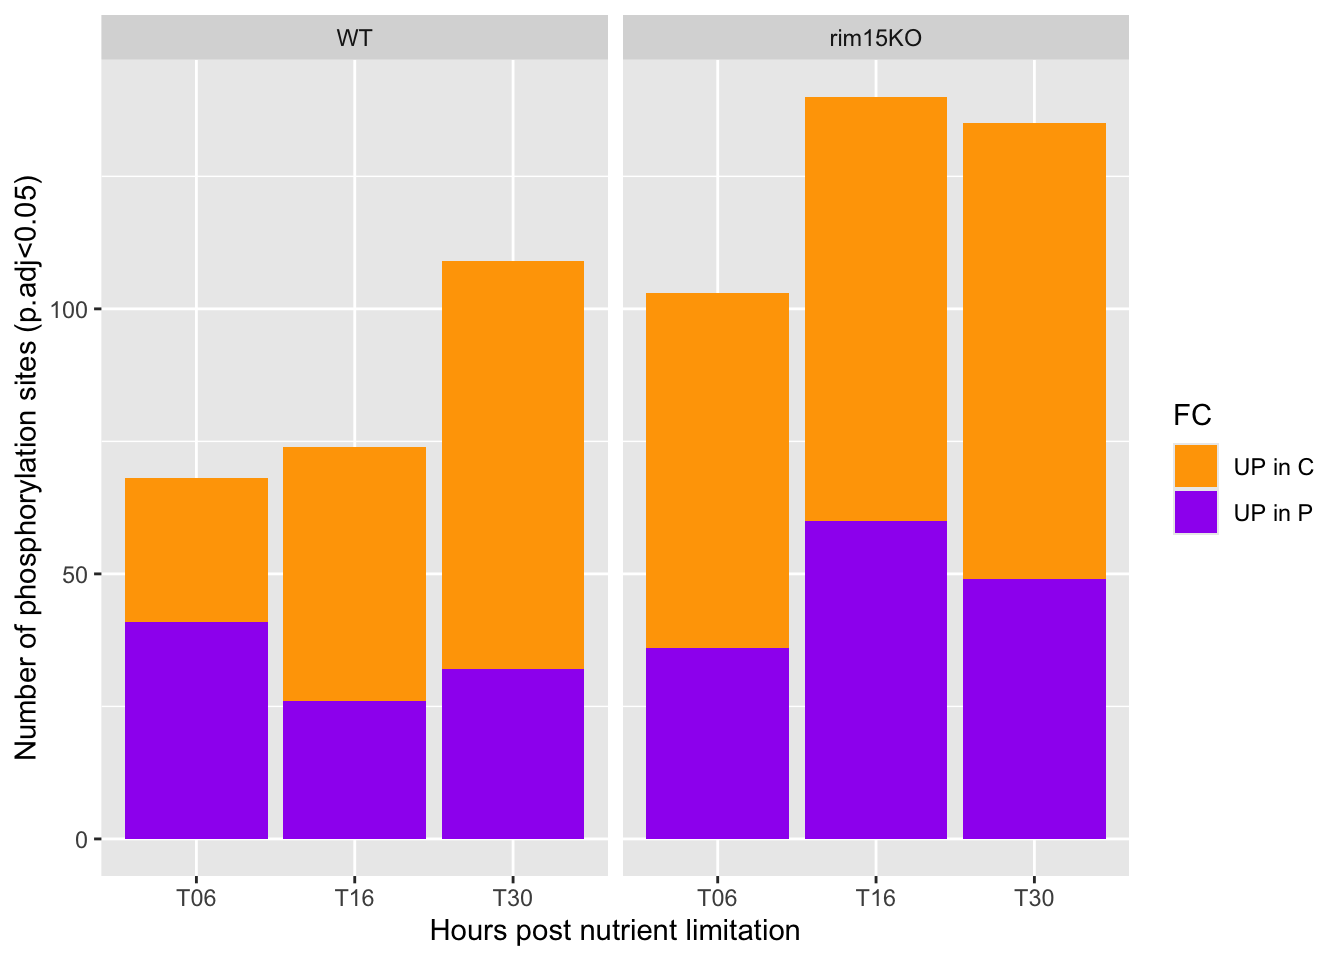 WT
rim15KO
Number of phosphorylation sites (p.adj<0.05)
100
50
0
T06
T16
T30
T06
T16
T30
Hours post nutrient limitation
FC
UP in C
UP in P